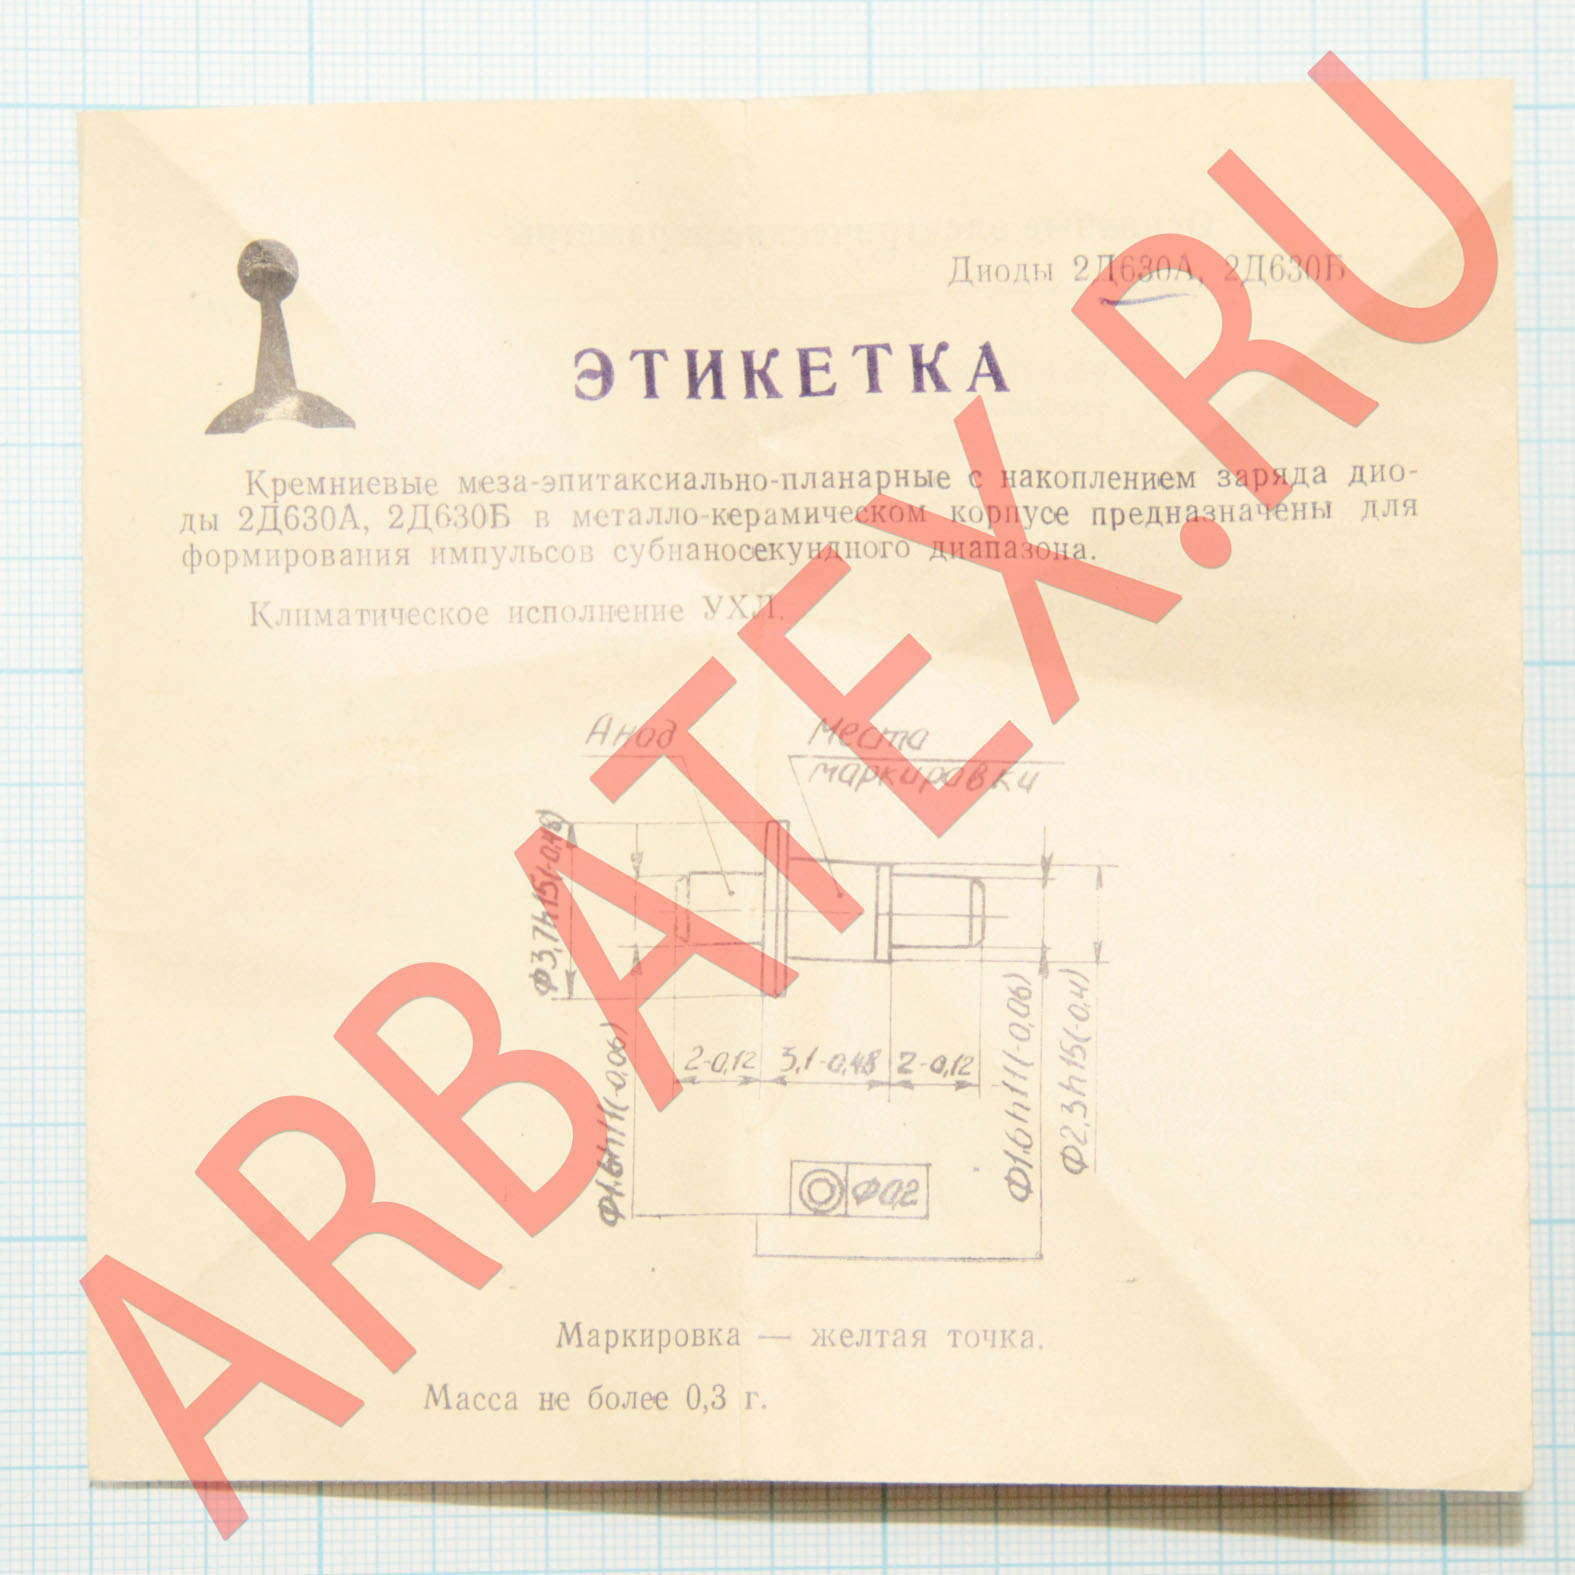 Диоды 2Д630А, 2Д630Б
ЭТИКЕТКА
Кремниевые меза-эпитаксиально-планарные с накоплением заряда дио-
ды 2Д630А, 2Д630Б в металло-керамическом корпусе предназначены для
формирования импульсов субнаносекундного диапазона.
Климатическое исполнение УХЛ.
Анод
Места
маркировки
Ф3,7h15(-0,48)
Ф1.6h11(-0,06)
2-0,12
3,1-0,48
2-0,12
Ф1.6h11(-0,06)
Ф2,3h15(-0,4)
Ф0,2
Маркировка — желтая точка.
Масса не более 0,3 г.
ARBATEX.RU